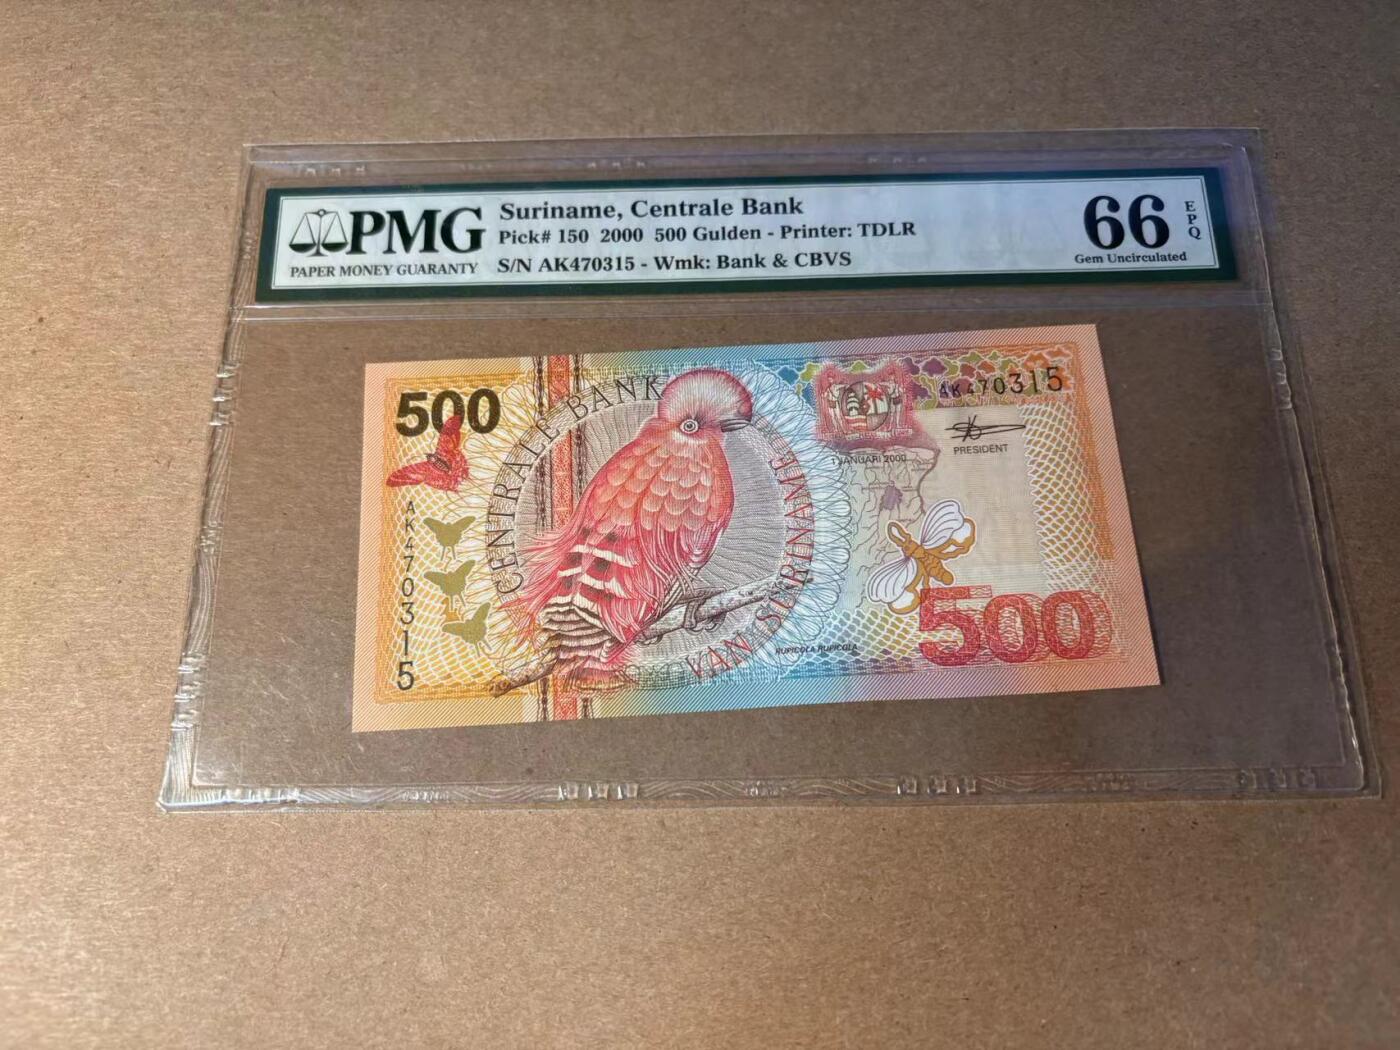 PMG
PAPER MONEY GUARANTY
Suriname, Centrale Bank
Pick# 150 2000 500 Gulden - Printer: TDLR
S/N AK470315 - Wmk: Bank & CBVS
66
EPQ
Gem Uncirculated
500
CENTRALE BANK
VAN SURINAME
AK470315
AK470315
PRESIDENT
1 JANUARI 2000
RUPICOLA RUPICOLA
500